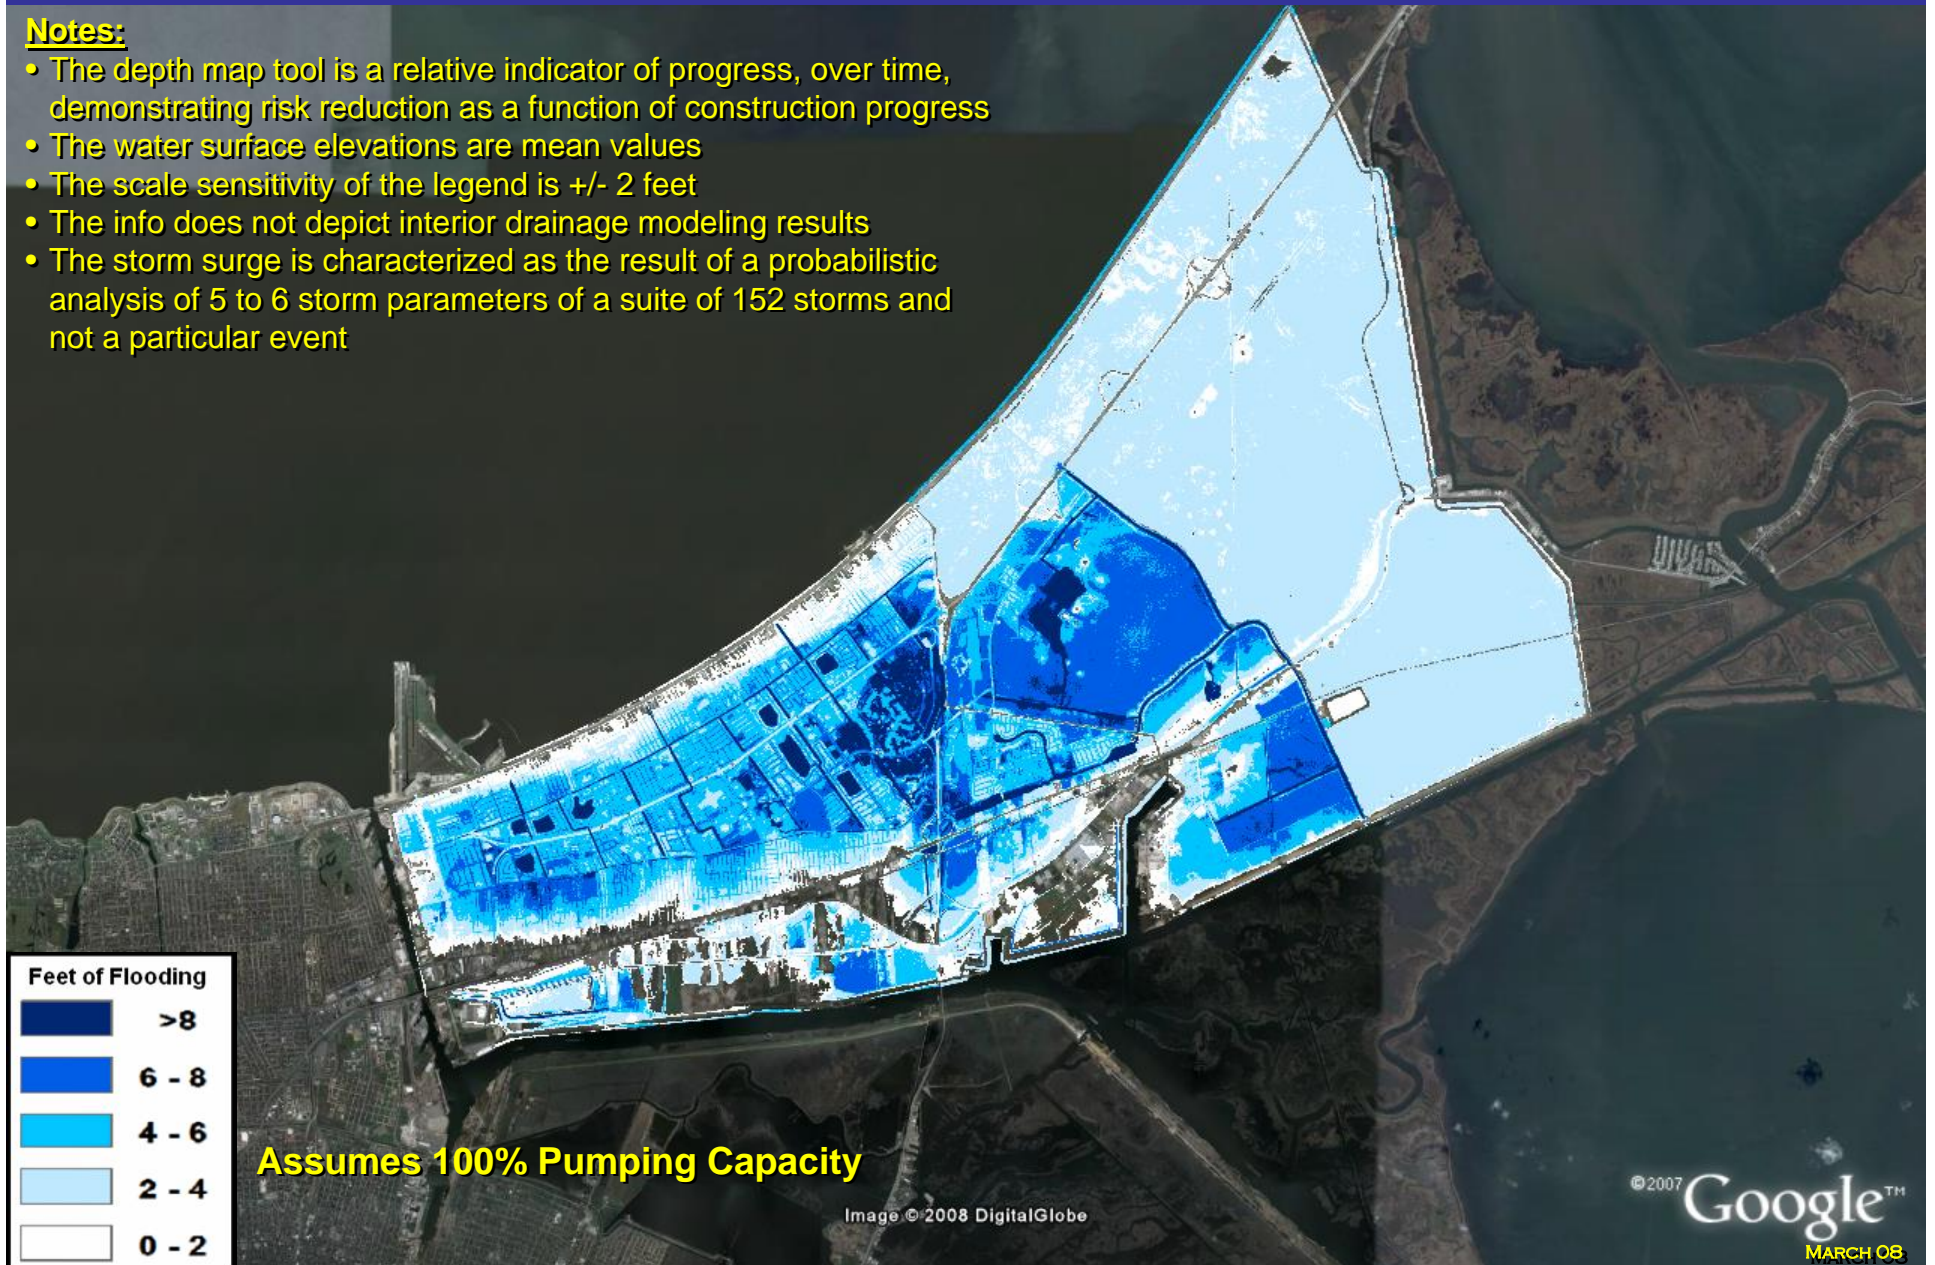 Notes:
• The depth map tool is a relative indicator of progress, over time,
demonstrating risk reduction as a function of construction progress
• The water surface elevations are mean values
• The scale sensitivity of the legend is +/- 2 feet
• The info does not depict interior drainage modeling results
• The storm surge is characterized as the result of a probabilistic
analysis of 5 to 6 storm parameters of a suite of 152 storms and
not a particular event
Feet of Flooding
>8
6 - 8
4 - 6
2 - 4
0 - 2
Assumes 100% Pumping Capacity
Image © 2008 DigitalGlobe
©2007 Google™
MARCH 08